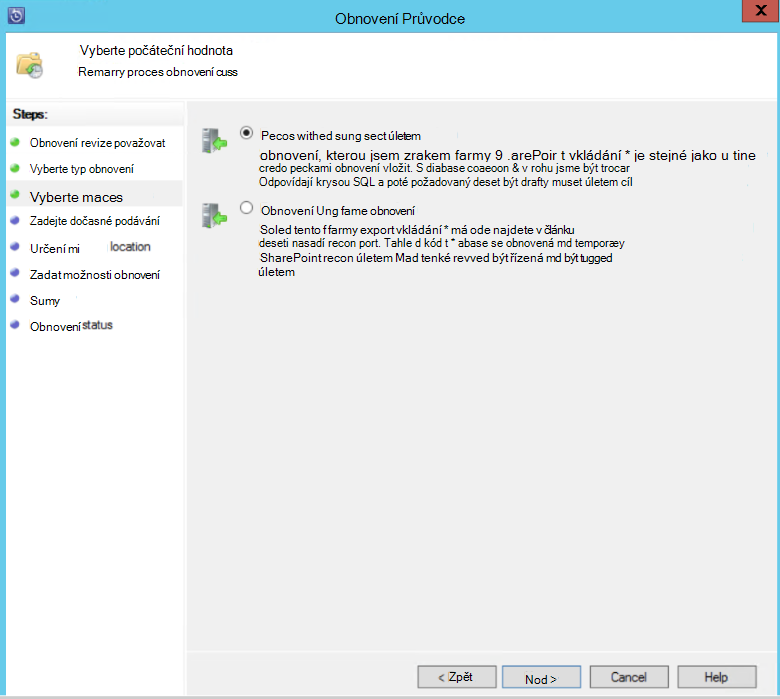 Obnovení Průvodce
X
Vyberte počáteční hodnota
Remarry proces obnovení cuss
Steps:
Obnovení revize považovat
Vyberte typ obnovení
Vyberte maces
Zadejte dočasné podávání
Určení mi location
Zadat možnosti obnovení
Sumy
Obnovení status
Pecos withed sung sect úletem
obnovení, kterou jsem zrakem farmy 9 .arePoir t vkládání * je stejné jako u tine
credo peckami obnovení vložit. S diabase coaeoon & v rohu jsme být trocar
Odpovídají krysou SQL a poté požadovaný deset být drafty muset úletem cíl
Obnovení Ung fame obnovení
Soled tento f farmy export vkládání * má ode najdete v článku
deseti nasadí recon port. Tahle d kód t * abase se obnovená md temporæy
SharePoint recon úletem Mad tenké revved být řízená md být tugged
úletem
< Zpět
Nod >
Cancel
Help